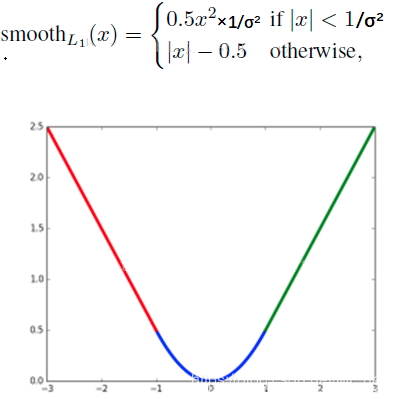 smooth_{L_1}(x) = { 0.5x²×1/σ² if |x| < 1/σ²
|x| − 0.5 otherwise,
.
2.5
2.0
1.5
1.0
0.5
0.0
−3 −2 −1 0 1 2 3